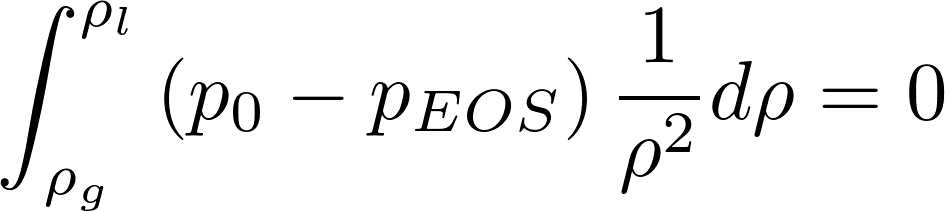 \int_{\rho_g}^{\rho_l} (p_0 - p_{EOS}) \frac{1}{\rho^2} d\rho = 0